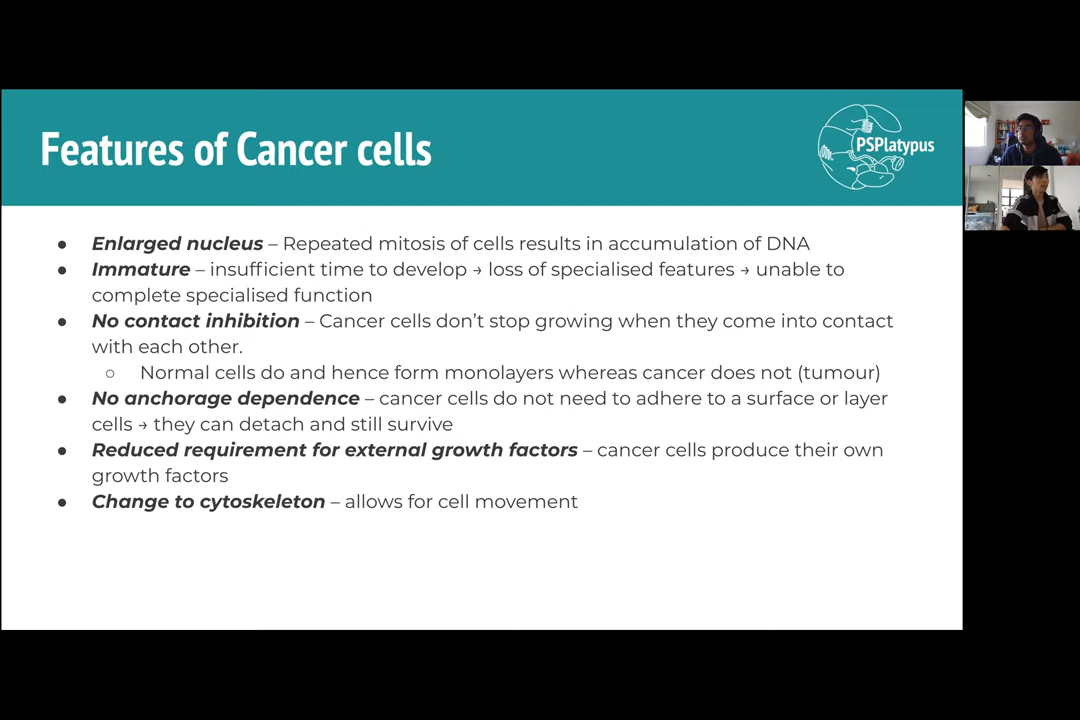 Features of Cancer cells
PSPlatypus
● Enlarged nucleus – Repeated mitosis of cells results in accumulation of DNA
● Immature – insufficient time to develop → loss of specialised features → unable to
complete specialised function
● No contact inhibition – Cancer cells don’t stop growing when they come into contact
with each other.
○ Normal cells do and hence form monolayers whereas cancer does not (tumour)
● No anchorage dependence – cancer cells do not need to adhere to a surface or layer
cells → they can detach and still survive
● Reduced requirement for external growth factors – cancer cells produce their own
growth factors
● Change to cytoskeleton – allows for cell movement